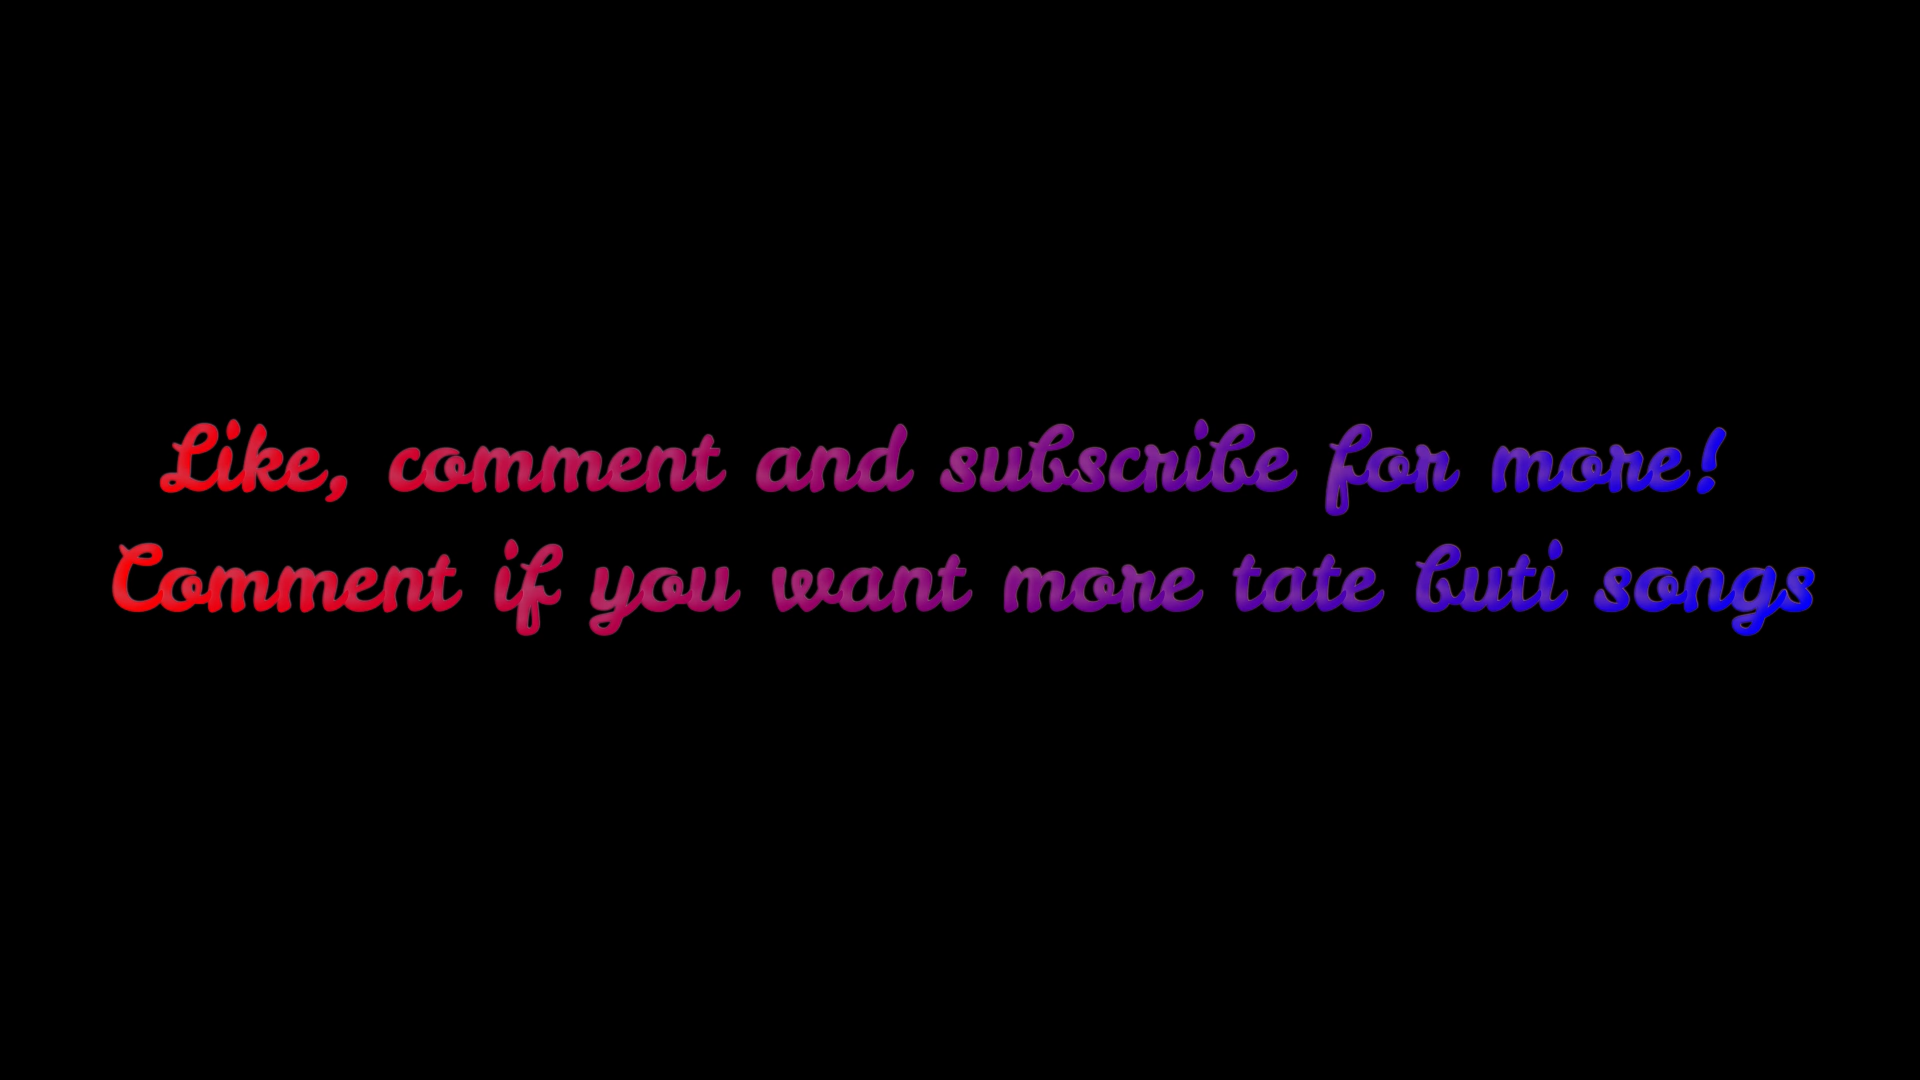 Like, comment and subscribe for more!
Comment if you want more tate buti songs